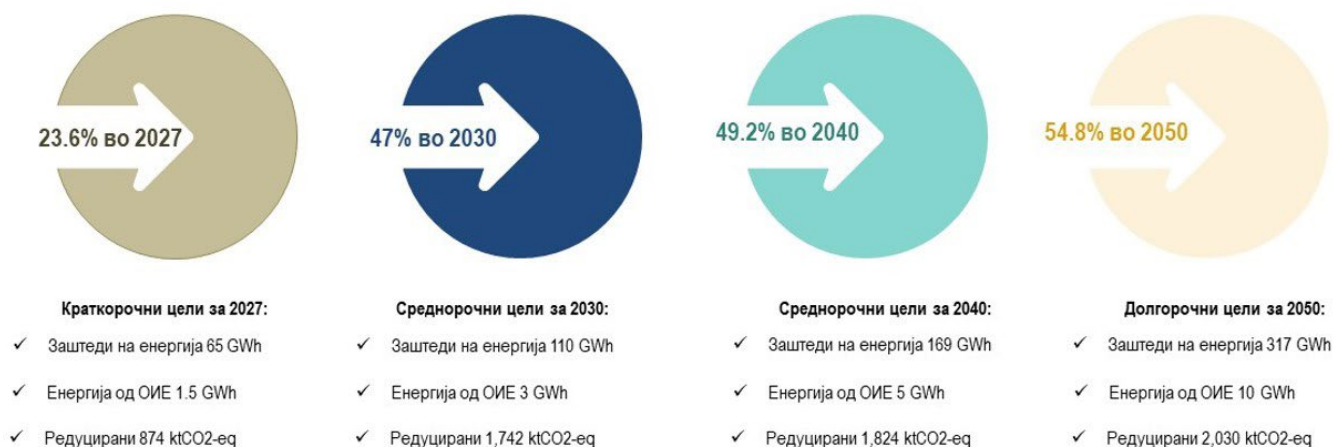 23.6% во 2027
47% во 2030
49.2% во 2040
54.8% во 2050
Краткорочни цели за 2027:
✓ Заштеди на енергија 65 GWh
✓ Енергија од ОИЕ 1.5 GWh
✓ Редуцирани 874 ktCO2-eq
Среднорочни цели за 2030:
✓ Заштеди на енергија 110 GWh
✓ Енергија од ОИЕ 3 GWh
✓ Редуцирани 1,742 ktCO2-eq
Среднорочни цели за 2040:
✓ Заштеди на енергија 169 GWh
✓ Енергија од ОИЕ 5 GWh
✓ Редуцирани 1,824 ktCO2-eq
Долгорочни цели за 2050:
✓ Заштеди на енергија 317 GWh
✓ Енергија од ОИЕ 10 GWh
✓ Редуцирани 2,030 ktCO2-eq